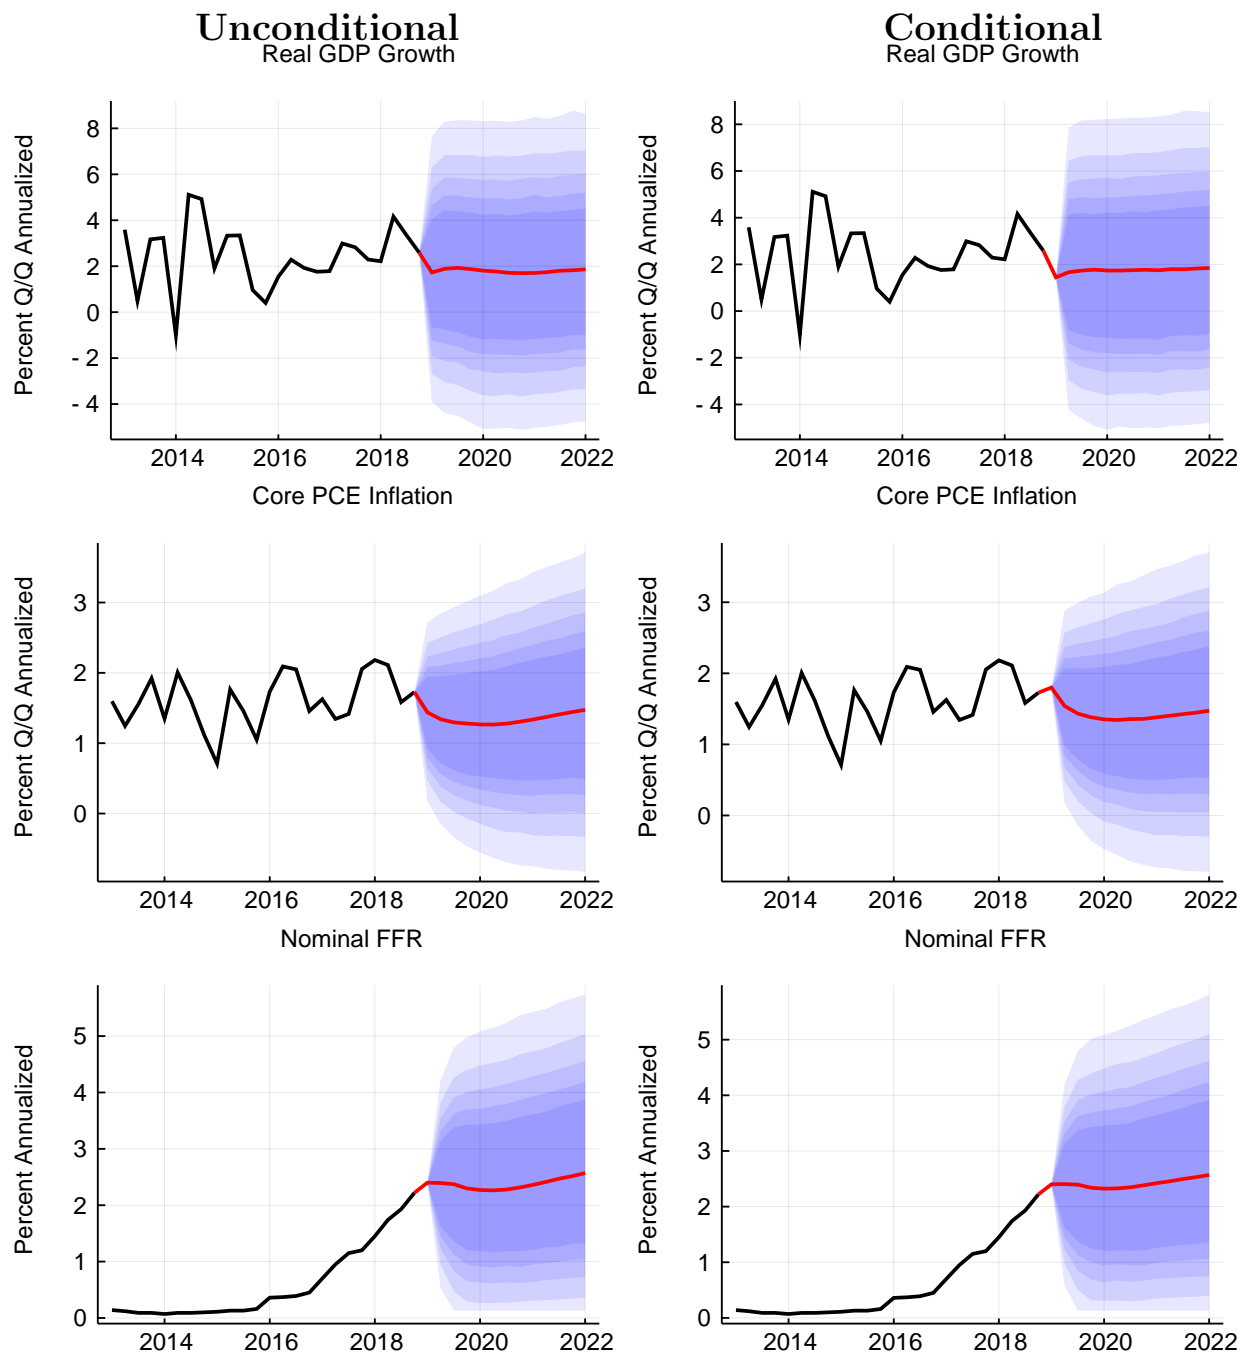 Unconditional
Conditional
Real GDP Growth
Real GDP Growth
Percent Q/Q Annualized
8
6
4
2
0
- 2
- 4
2014 2016 2018 2020 2022
Percent Q/Q Annualized
8
6
4
2
0
- 2
- 4
2014 2016 2018 2020 2022
Core PCE Inflation
Core PCE Inflation
Percent Q/Q Annualized
3
2
1
0
2014 2016 2018 2020 2022
Percent Q/Q Annualized
3
2
1
0
2014 2016 2018 2020 2022
Nominal FFR
Nominal FFR
Percent Annualized
5
4
3
2
1
0
2014 2016 2018 2020 2022
Percent Annualized
5
4
3
2
1
0
2014 2016 2018 2020 2022